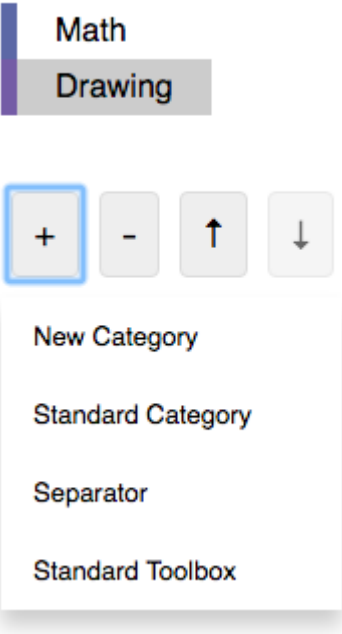 Math
Drawing
+ - ↑ ↓
New Category
Standard Category
Separator
Standard Toolbox